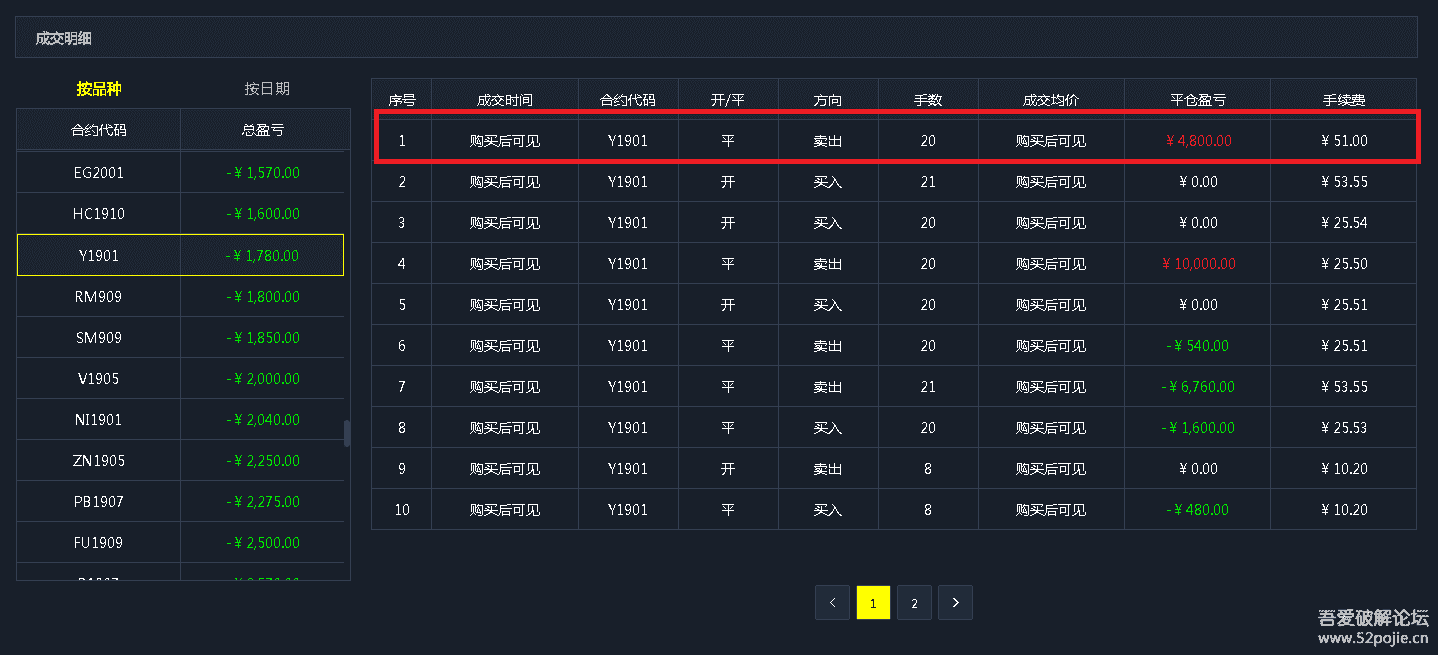 成交明细
按品种 按日期
合约代码 总盈亏
EG2001 -¥ 1,570.00
HC1910 -¥ 1,600.00
Y1901 -¥ 1,780.00
RM909 -¥ 1,800.00
SM909 -¥ 1,850.00
V1905 -¥ 2,000.00
NI1901 -¥ 2,040.00
ZN1905 -¥ 2,250.00
PB1907 -¥ 2,275.00
FU1909 -¥ 2,500.00
序号 成交时间 合约代码 开/平 方向 手数 成交均价 平仓盈亏 手续费
1 购买后可见 Y1901 平 卖出 20 购买后可见 ¥ 4,800.00 ¥ 51.00
2 购买后可见 Y1901 开 买入 21 购买后可见 ¥ 0.00 ¥ 53.55
3 购买后可见 Y1901 开 买入 20 购买后可见 ¥ 0.00 ¥ 25.54
4 购买后可见 Y1901 平 卖出 20 购买后可见 ¥ 10,000.00 ¥ 25.50
5 购买后可见 Y1901 开 买入 20 购买后可见 ¥ 0.00 ¥ 25.51
6 购买后可见 Y1901 平 卖出 20 购买后可见 -¥ 540.00 ¥ 25.51
7 购买后可见 Y1901 平 卖出 21 购买后可见 -¥ 6,760.00 ¥ 53.55
8 购买后可见 Y1901 平 买入 20 购买后可见 -¥ 1,600.00 ¥ 25.53
9 购买后可见 Y1901 开 卖出 8 购买后可见 ¥ 0.00 ¥ 10.20
10 购买后可见 Y1901 平 买入 8 购买后可见 -¥ 480.00 ¥ 10.20
< 1 2 >
吾爱破解论坛
www.52pojie.cn